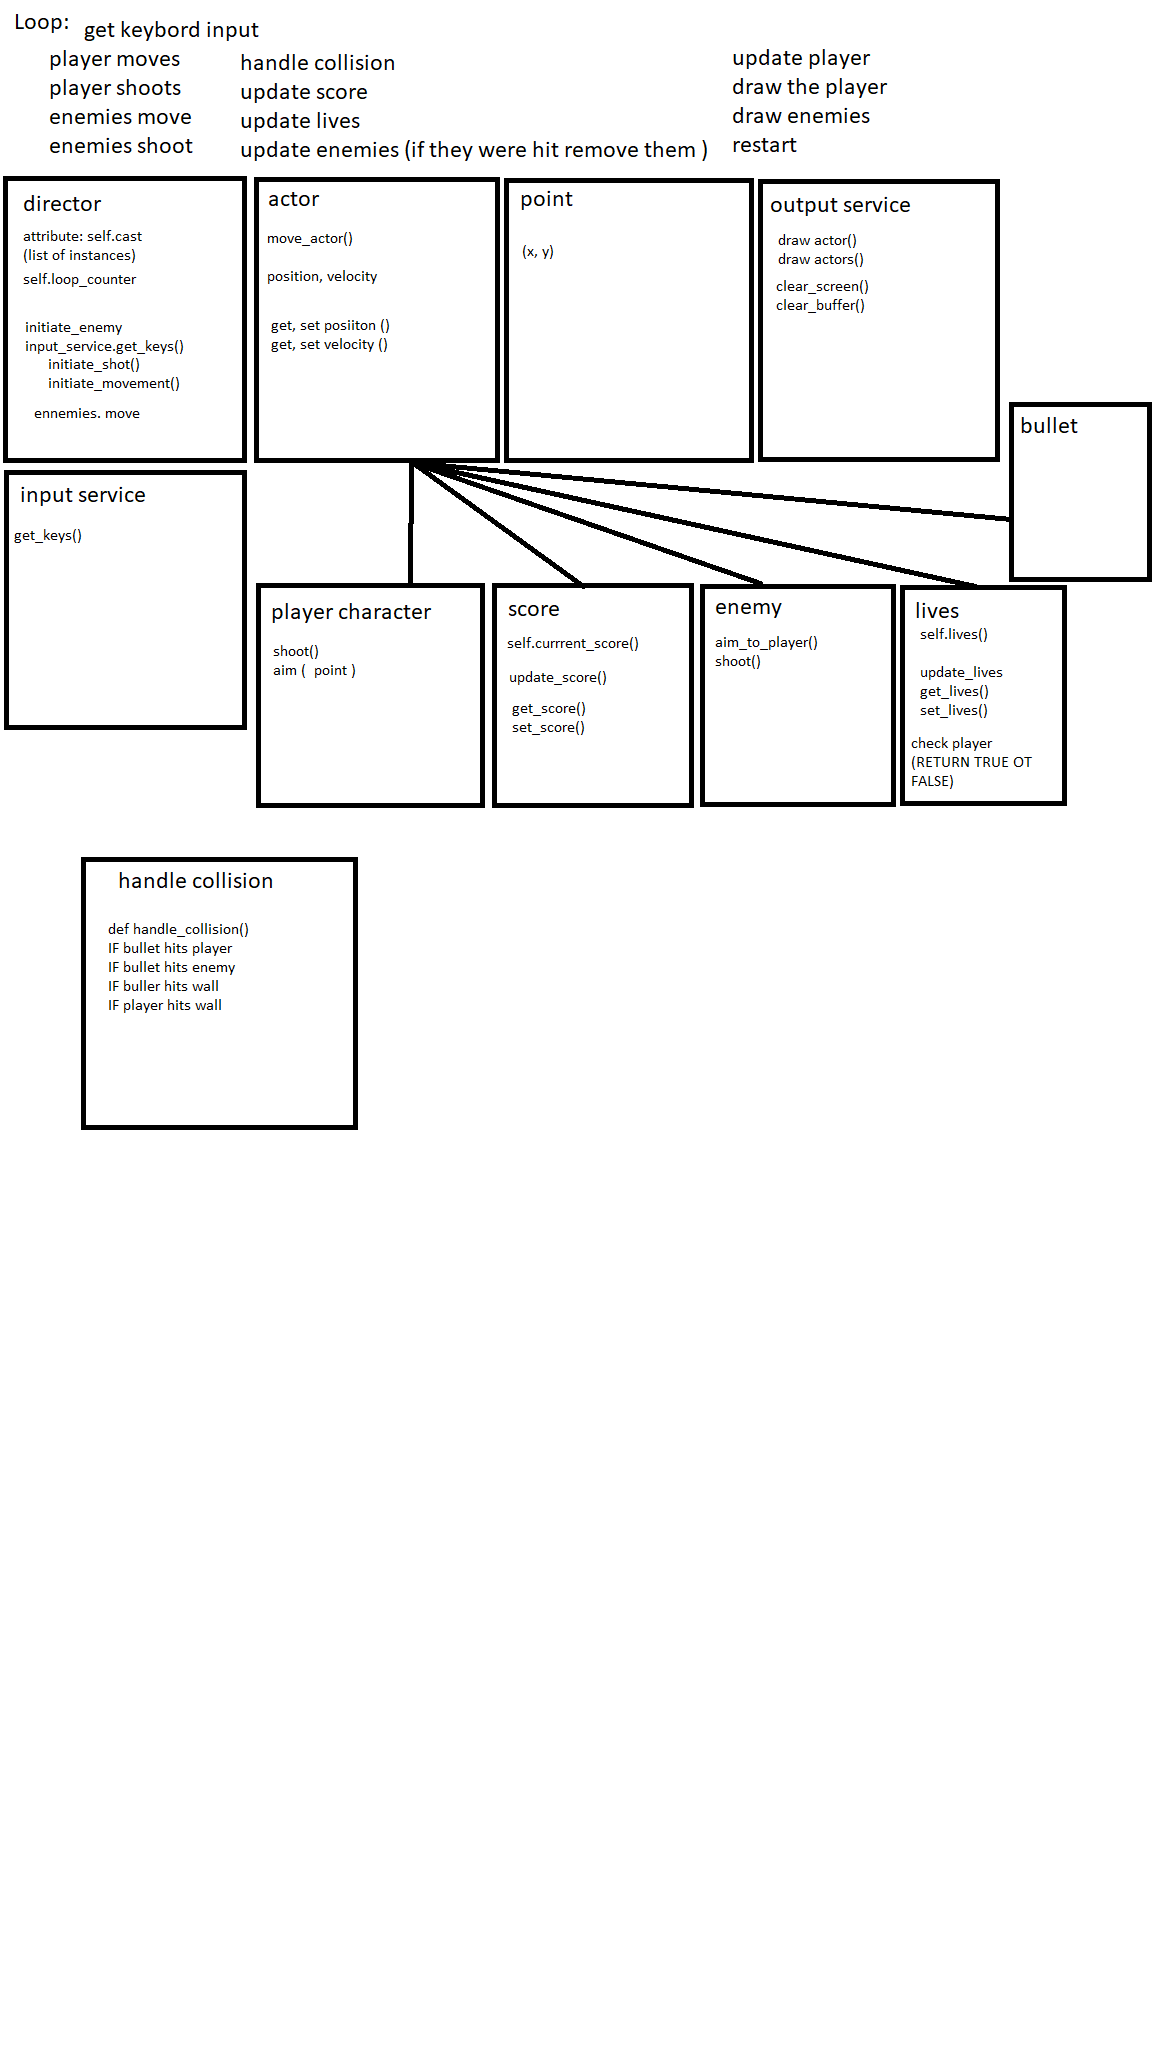 Loop: get keybord input
player moves
player shoots
enemies move
enemies shoot
handle collision
update score
update lives
update enemies (if they were hit remove them )
update player
draw the player
draw enemies
restart
director
attribute: self.cast
(list of instances)
self.loop_counter
initiate_enemy
input_service.get_keys()
initiate_shot()
initiate_movement()
ennemies. move
actor
move_actor()
position, velocity
get, set posiiton ()
get, set velocity ()
point
(x, y)
output service
draw actor()
draw actors()
clear_screen()
clear_buffer()
bullet
input service
get_keys()
player character
shoot()
aim (  point )
score
self.currrent_score()
update_score()
get_score()
set_score()
enemy
aim_to_player()
shoot()
lives
self.lives()
update_lives
get_lives()
set_lives()
check player
(RETURN TRUE OT
FALSE)
handle collision
def handle_collision()
IF bullet hits player
IF bullet hits enemy
IF buller hits wall
IF player hits wall